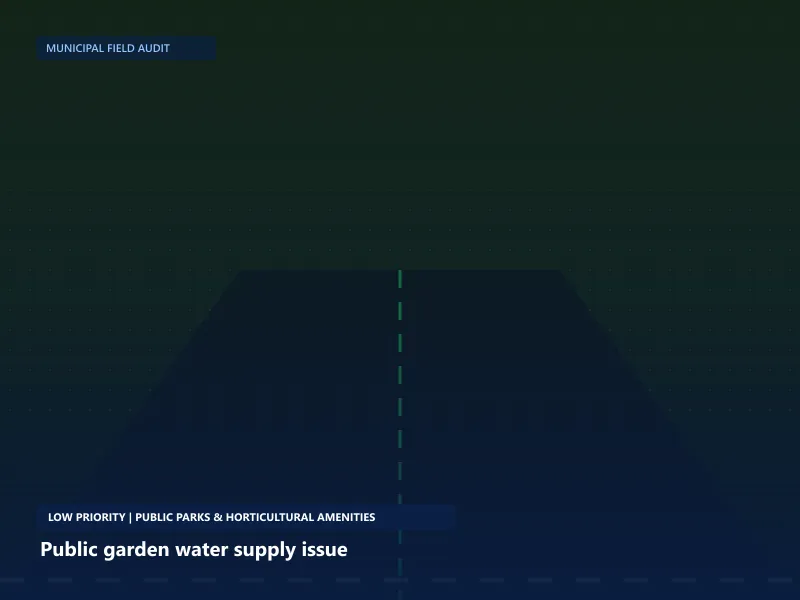 MUNICIPAL FIELD AUDIT
LOW PRIORITY | PUBLIC PARKS & HORTICULTURAL AMENITIES
Public garden water supply issue